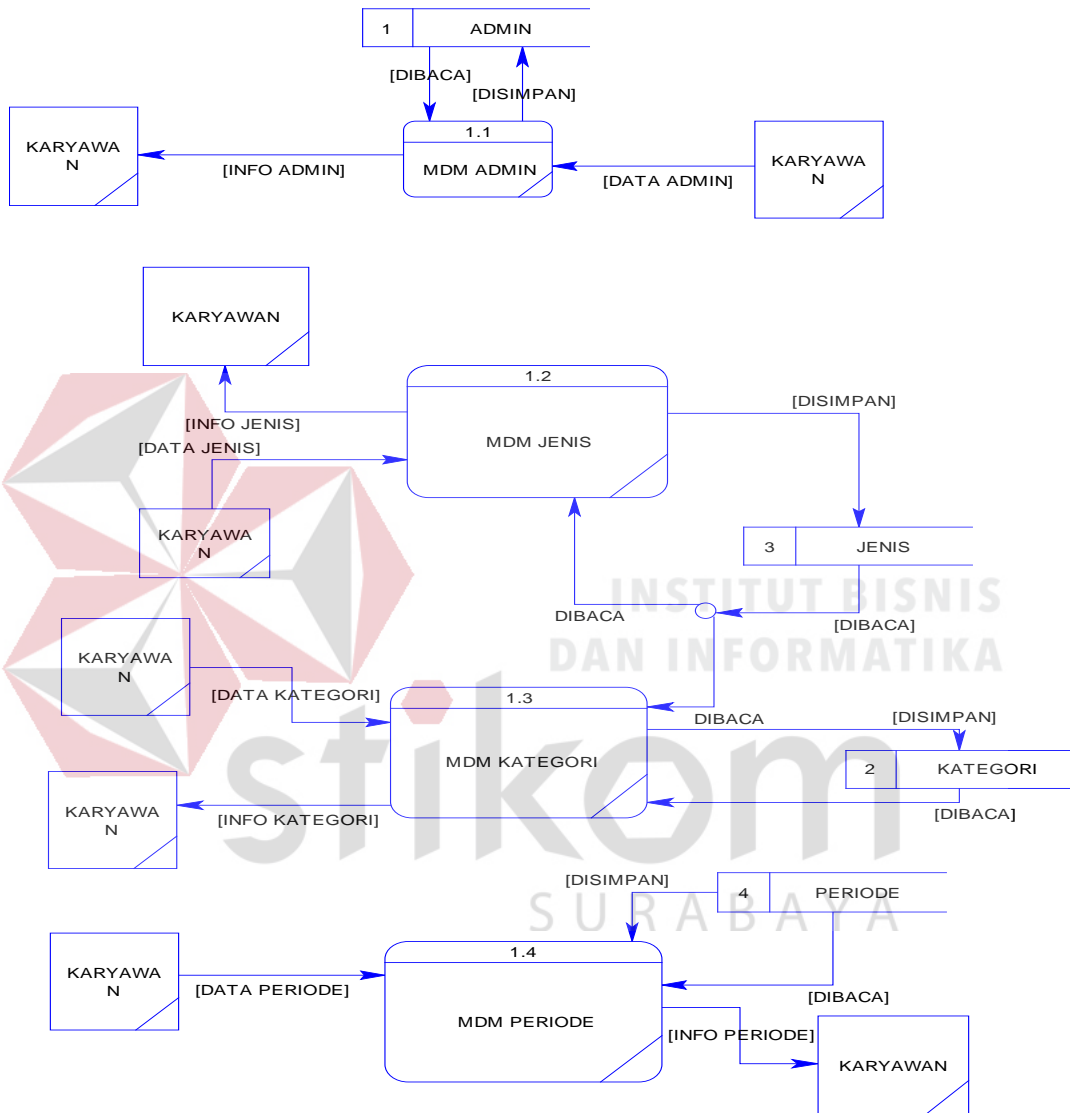 1 ADMIN
[DIBACA]
[DISIMPAN]
KARYAWA
N
[INFO ADMIN]
1.1
MDM ADMIN
[DATA ADMIN]
KARYAWA
N
KARYAWAN
1.2
MDM JENIS
[DISIMPAN]
[INFO JENIS]
[DATA JENIS]
KARYAWA
N
3 JENIS
INSTITUT BISNIS
DAN INFORMATIKA
DIBACA
[DIBACA]
KARYAWA
N
[DATA KATEGORI]
1.3
MDM KATEGORI
DIBACA
[DISIMPAN]
2 KATEGORI
[DIBACA]
KARYAWA
N
[INFO KATEGORI]
stikom
SURABAYA
[DISIMPAN]
4 PERIODE
KARYAWA
N
[DATA PERIODE]
1.4
MDM PERIODE
[DIBACA]
[INFO PERIODE]
KARYAWAN